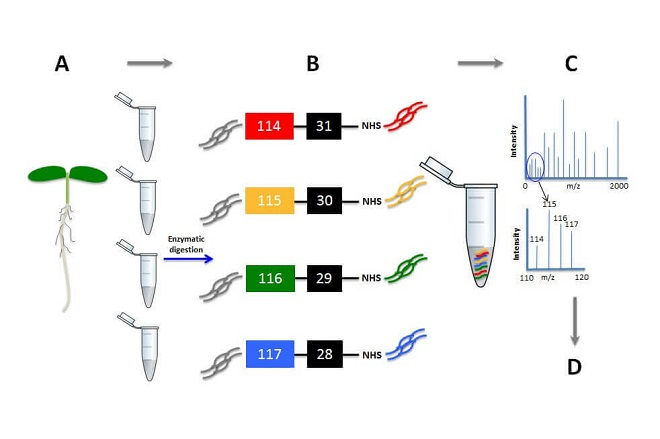 A
B
C
114
31
NHS
115
30
NHS
Enzymatic
digestion
116
29
NHS
117
28
NHS
Intensity
0
m/z
2000
Intensity
114
115
116
117
110
m/z
120
D